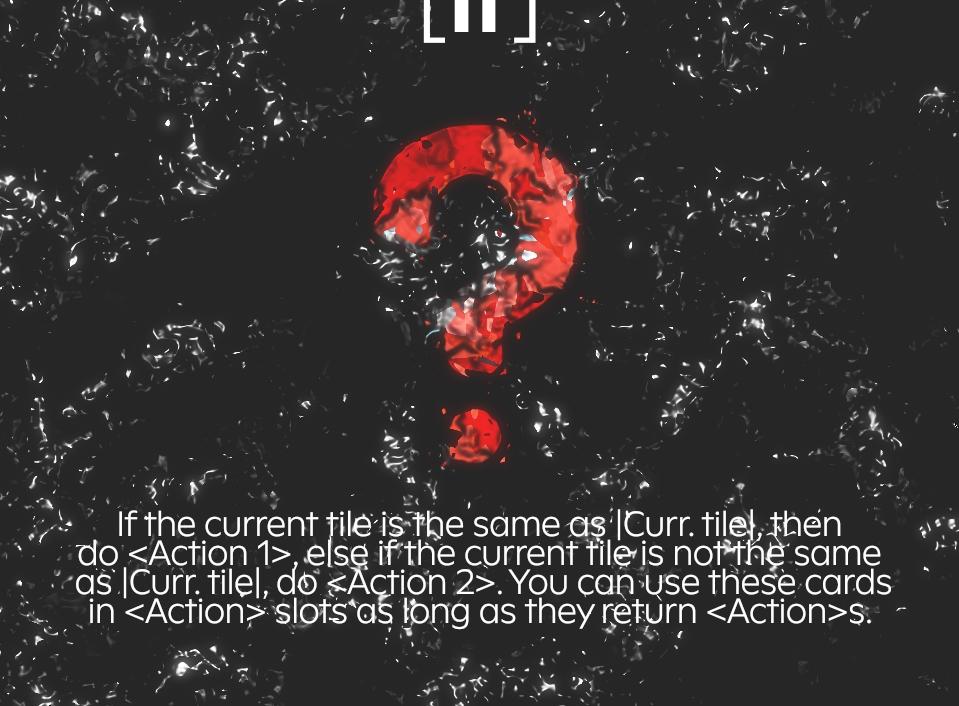 If the current tile is the same as |Curr. tile|, then
do <Action 1>, else if the current tile is not the same
as |Curr. tile|, do <Action 2>. You can use these cards
in <Action> slots as long as they return <Action>s.